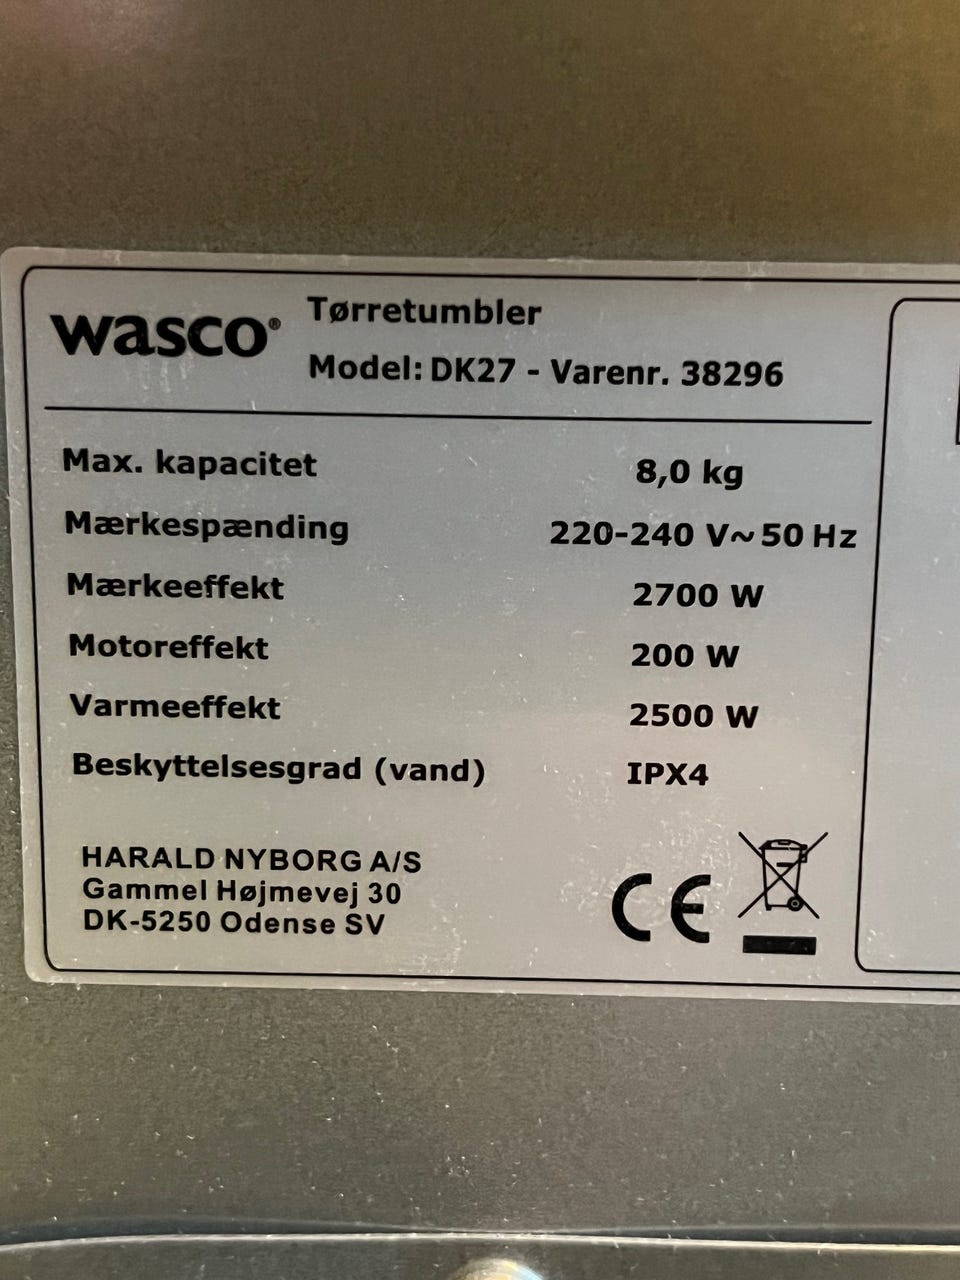 wasco®
Tørretumbler
Model: DK27 - Varenr. 38296
Max. kapacitet 8,0 kg
Mærkespænding 220-240 V~50 Hz
Mærkeeffekt 2700 W
Motoreffekt 200 W
Varmeeffekt 2500 W
Beskyttelsesgrad (vand) IPX4
HARALD NYBORG A/S
Gammel Højmevej 30
DK-5250 Odense SV
CE